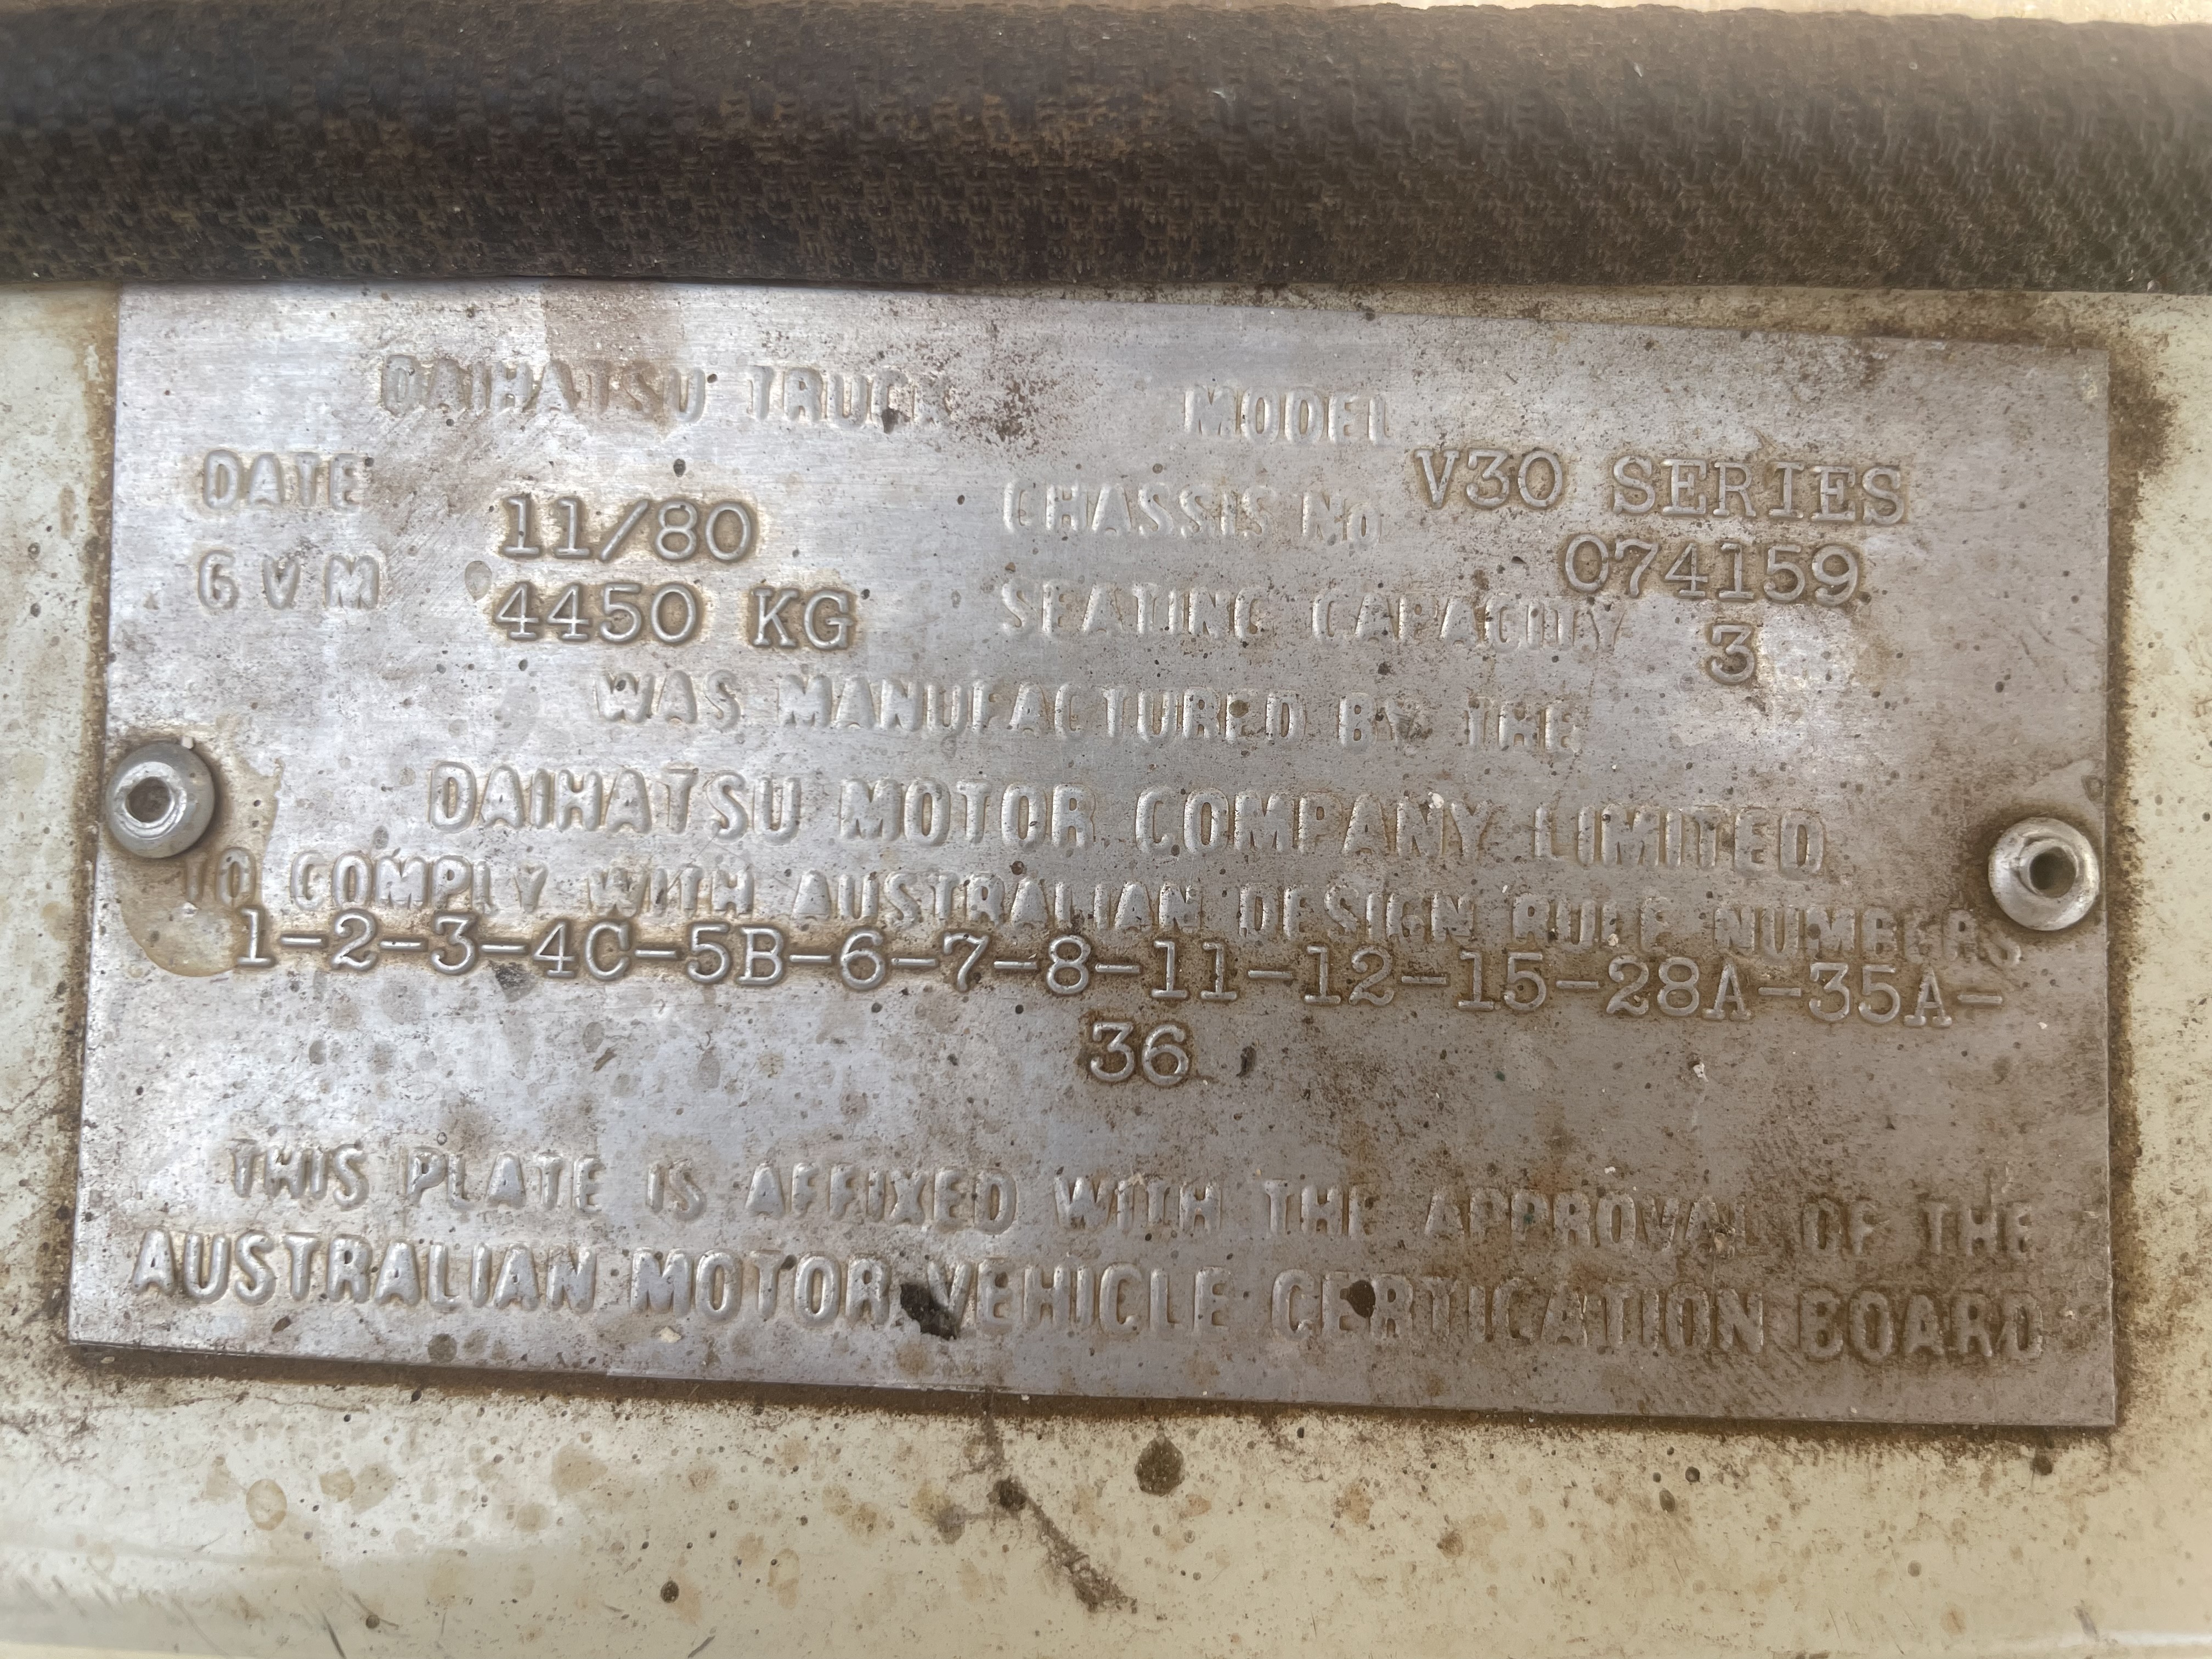 DAIHATSU TRUCK MODEL V30 SERIES
DATE 11/80 CHASSIS No 074159
G V M 4450 KG SEATING CAPACITY 3
WAS MANUFACTURED BY THE
DAIHATSU MOTOR COMPANY LIMITED
TO COMPLY WITH AUSTRALIAN DESIGN RULE NUMBERS
1-2-3-4C-5B-6-7-8-11-12-15-28A-35A-
36
THIS PLATE IS AFFIXED WITH THE APPROVAL OF THE
AUSTRALIAN MOTOR VEHICLE CERTICATION BOARD